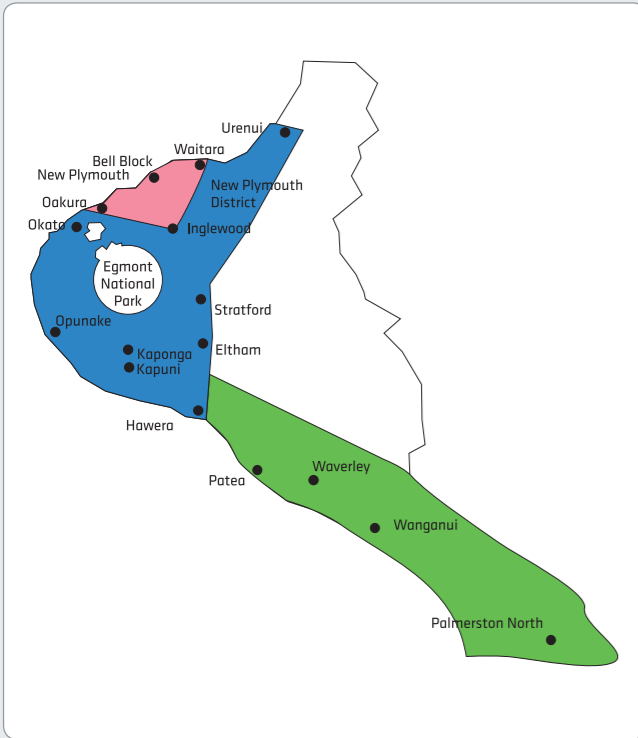 Urenui
Waitara
Bell Block
New Plymouth
New Plymouth
District
Oakura
Okato
Inglewood
Egmont
National
Park
Stratford
Opunake
Eltham
Kaponga
Kapuni
Hawera
Waverley
Patea
Wanganui
Palmerston North